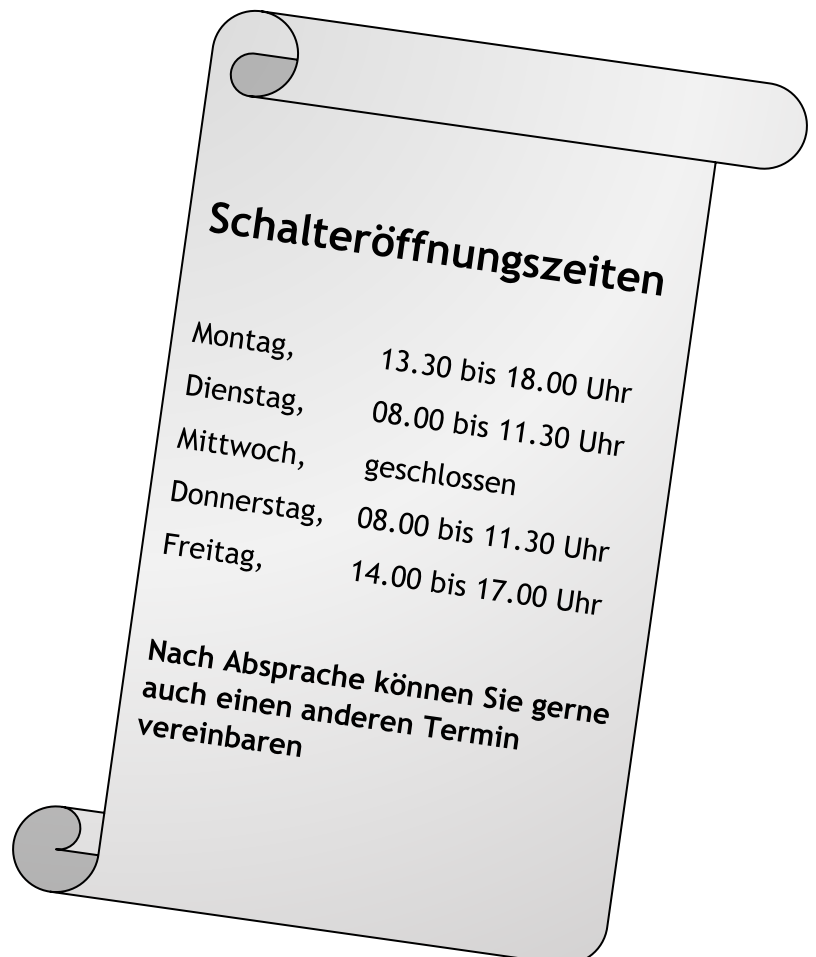 Schalteröffnungszeiten
Montag, 13.30 bis 18.00 Uhr
Dienstag, 08.00 bis 11.30 Uhr
Mittwoch, geschlossen
Donnerstag, 08.00 bis 11.30 Uhr
Freitag, 14.00 bis 17.00 Uhr
Nach Absprache können Sie gerne
auch einen anderen Termin
vereinbaren